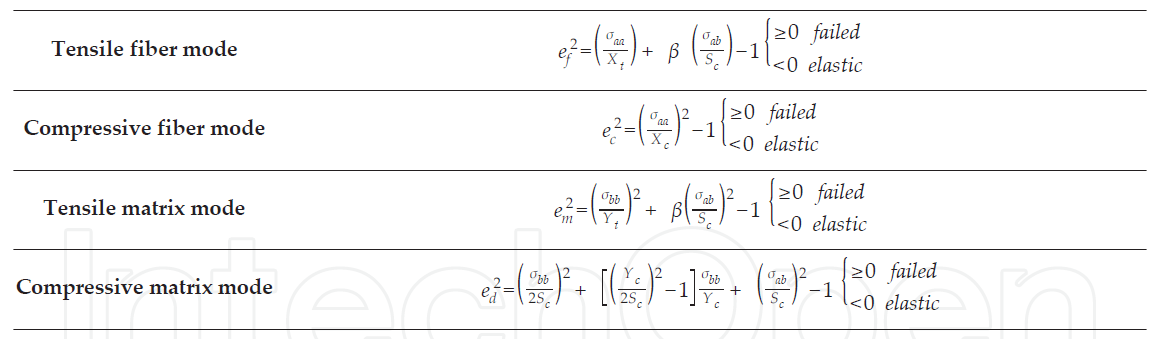 Tensile fiber mode e_f^2=(σ_aa/X_t)+ β (σ_ab/S_c)−1{≥0 failed <0 elastic
Compressive fiber mode e_c^2=(σ_aa/X_c)^2−1{≥0 failed <0 elastic
Tensile matrix mode e_m^2=(σ_bb/Y_t)^2+ β(σ_ab/S_c)^2−1{≥0 failed <0 elastic
Compressive matrix mode e_d^2=(σ_bb/2S_c)^2+ [(Y_c/2S_c)^2−1]σ_bb/Y_c+ (σ_ab/S_c)^2−1{≥0 failed <0 elastic
IntechOpen